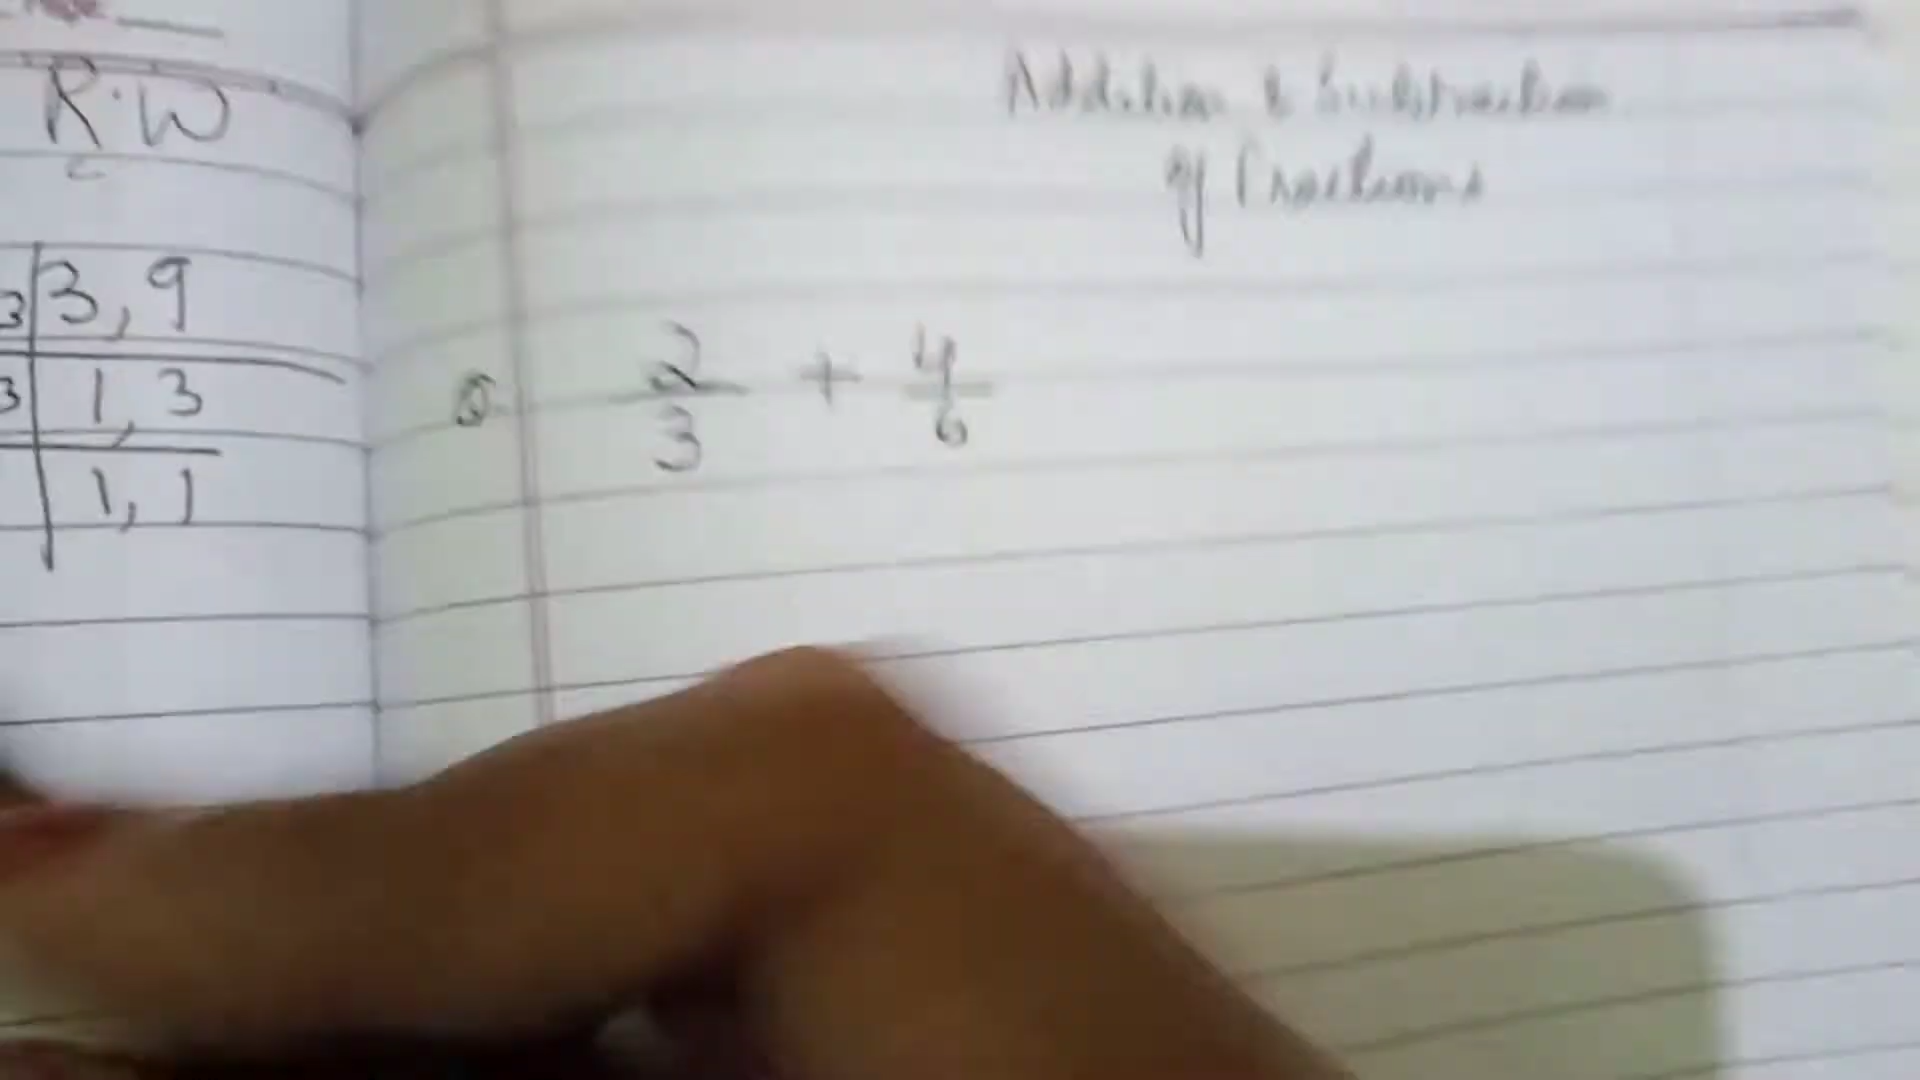 R.W
3 | 3, 9
3 | 1, 3
1, 1
Addition & Subtraction
of Fractions
Q. 2/3 + 4/6